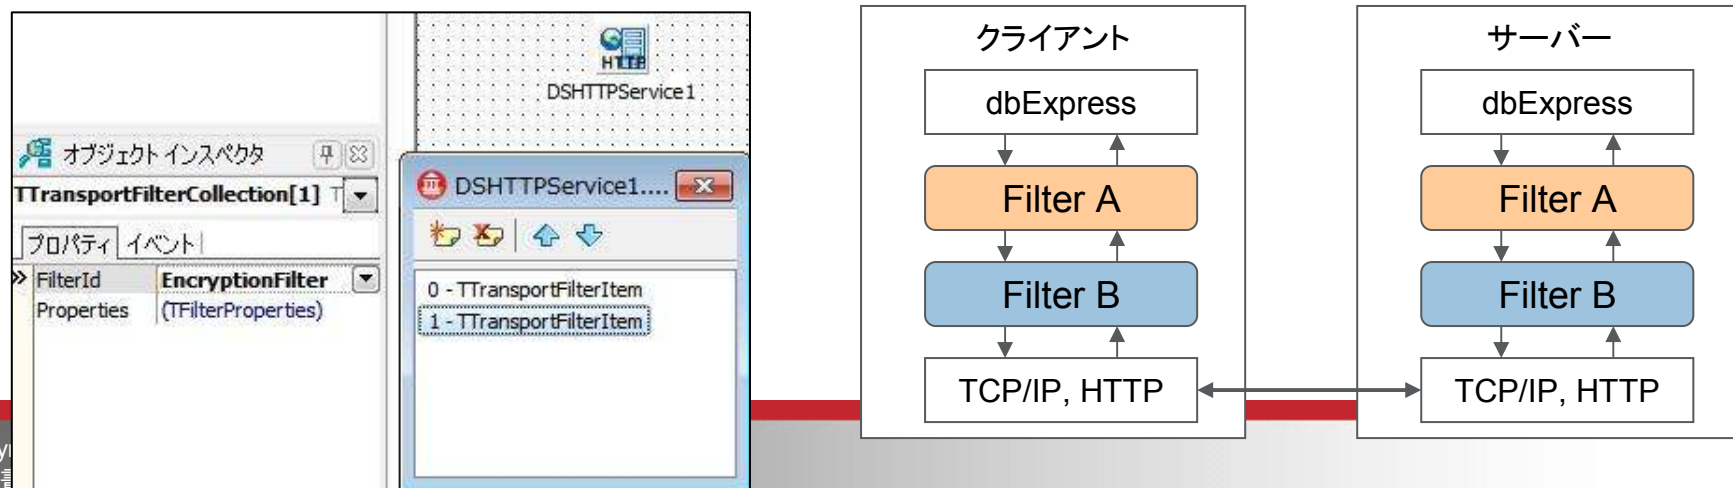 HTTP
DSHTTPService1
オブジェクト インスペクタ
TTransportFilterCollection[1] T
プロパティ イベント
FilterId EncryptionFilter
Properties (TFilterProperties)
DSHTTPService1....
0 - TTransportFilterItem
1 - TTransportFilterItem
クライアント
dbExpress
Filter A
Filter B
TCP/IP, HTTP
サーバー
dbExpress
Filter A
Filter B
TCP/IP, HTTP